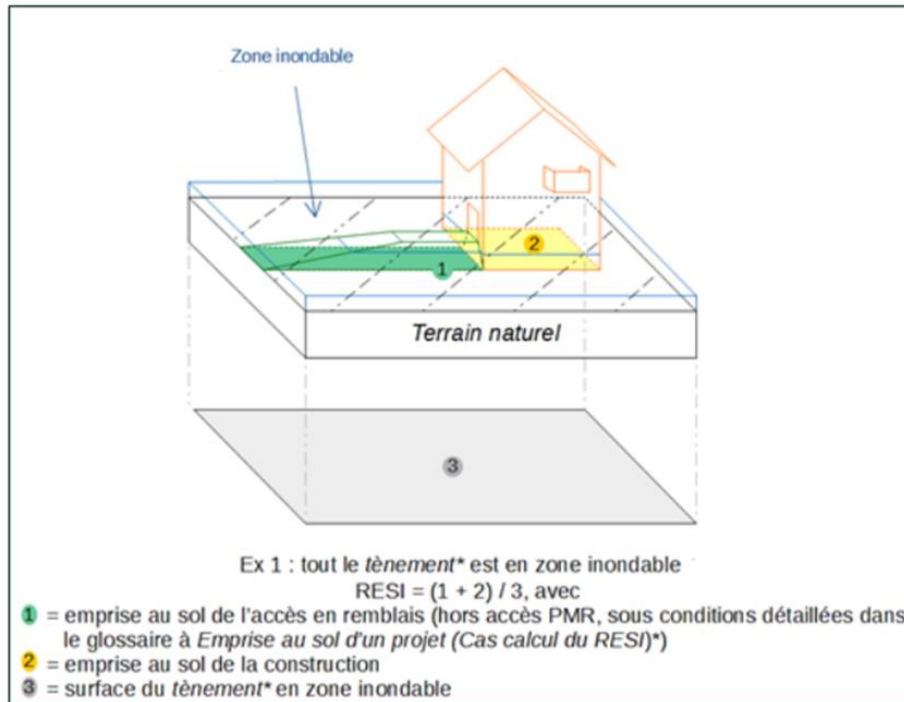 Zone inondable
2
1
Terrain naturel
3
Ex 1 : tout le tènement* est en zone inondable
RESI = (1 + 2) / 3, avec
1 = emprise au sol de l'accès en remblais (hors accès PMR, sous conditions détaillées dans
le glossaire à Emprise au sol d'un projet (Cas calcul du RESI)*)
2 = emprise au sol de la construction
3 = surface du tènement* en zone inondable